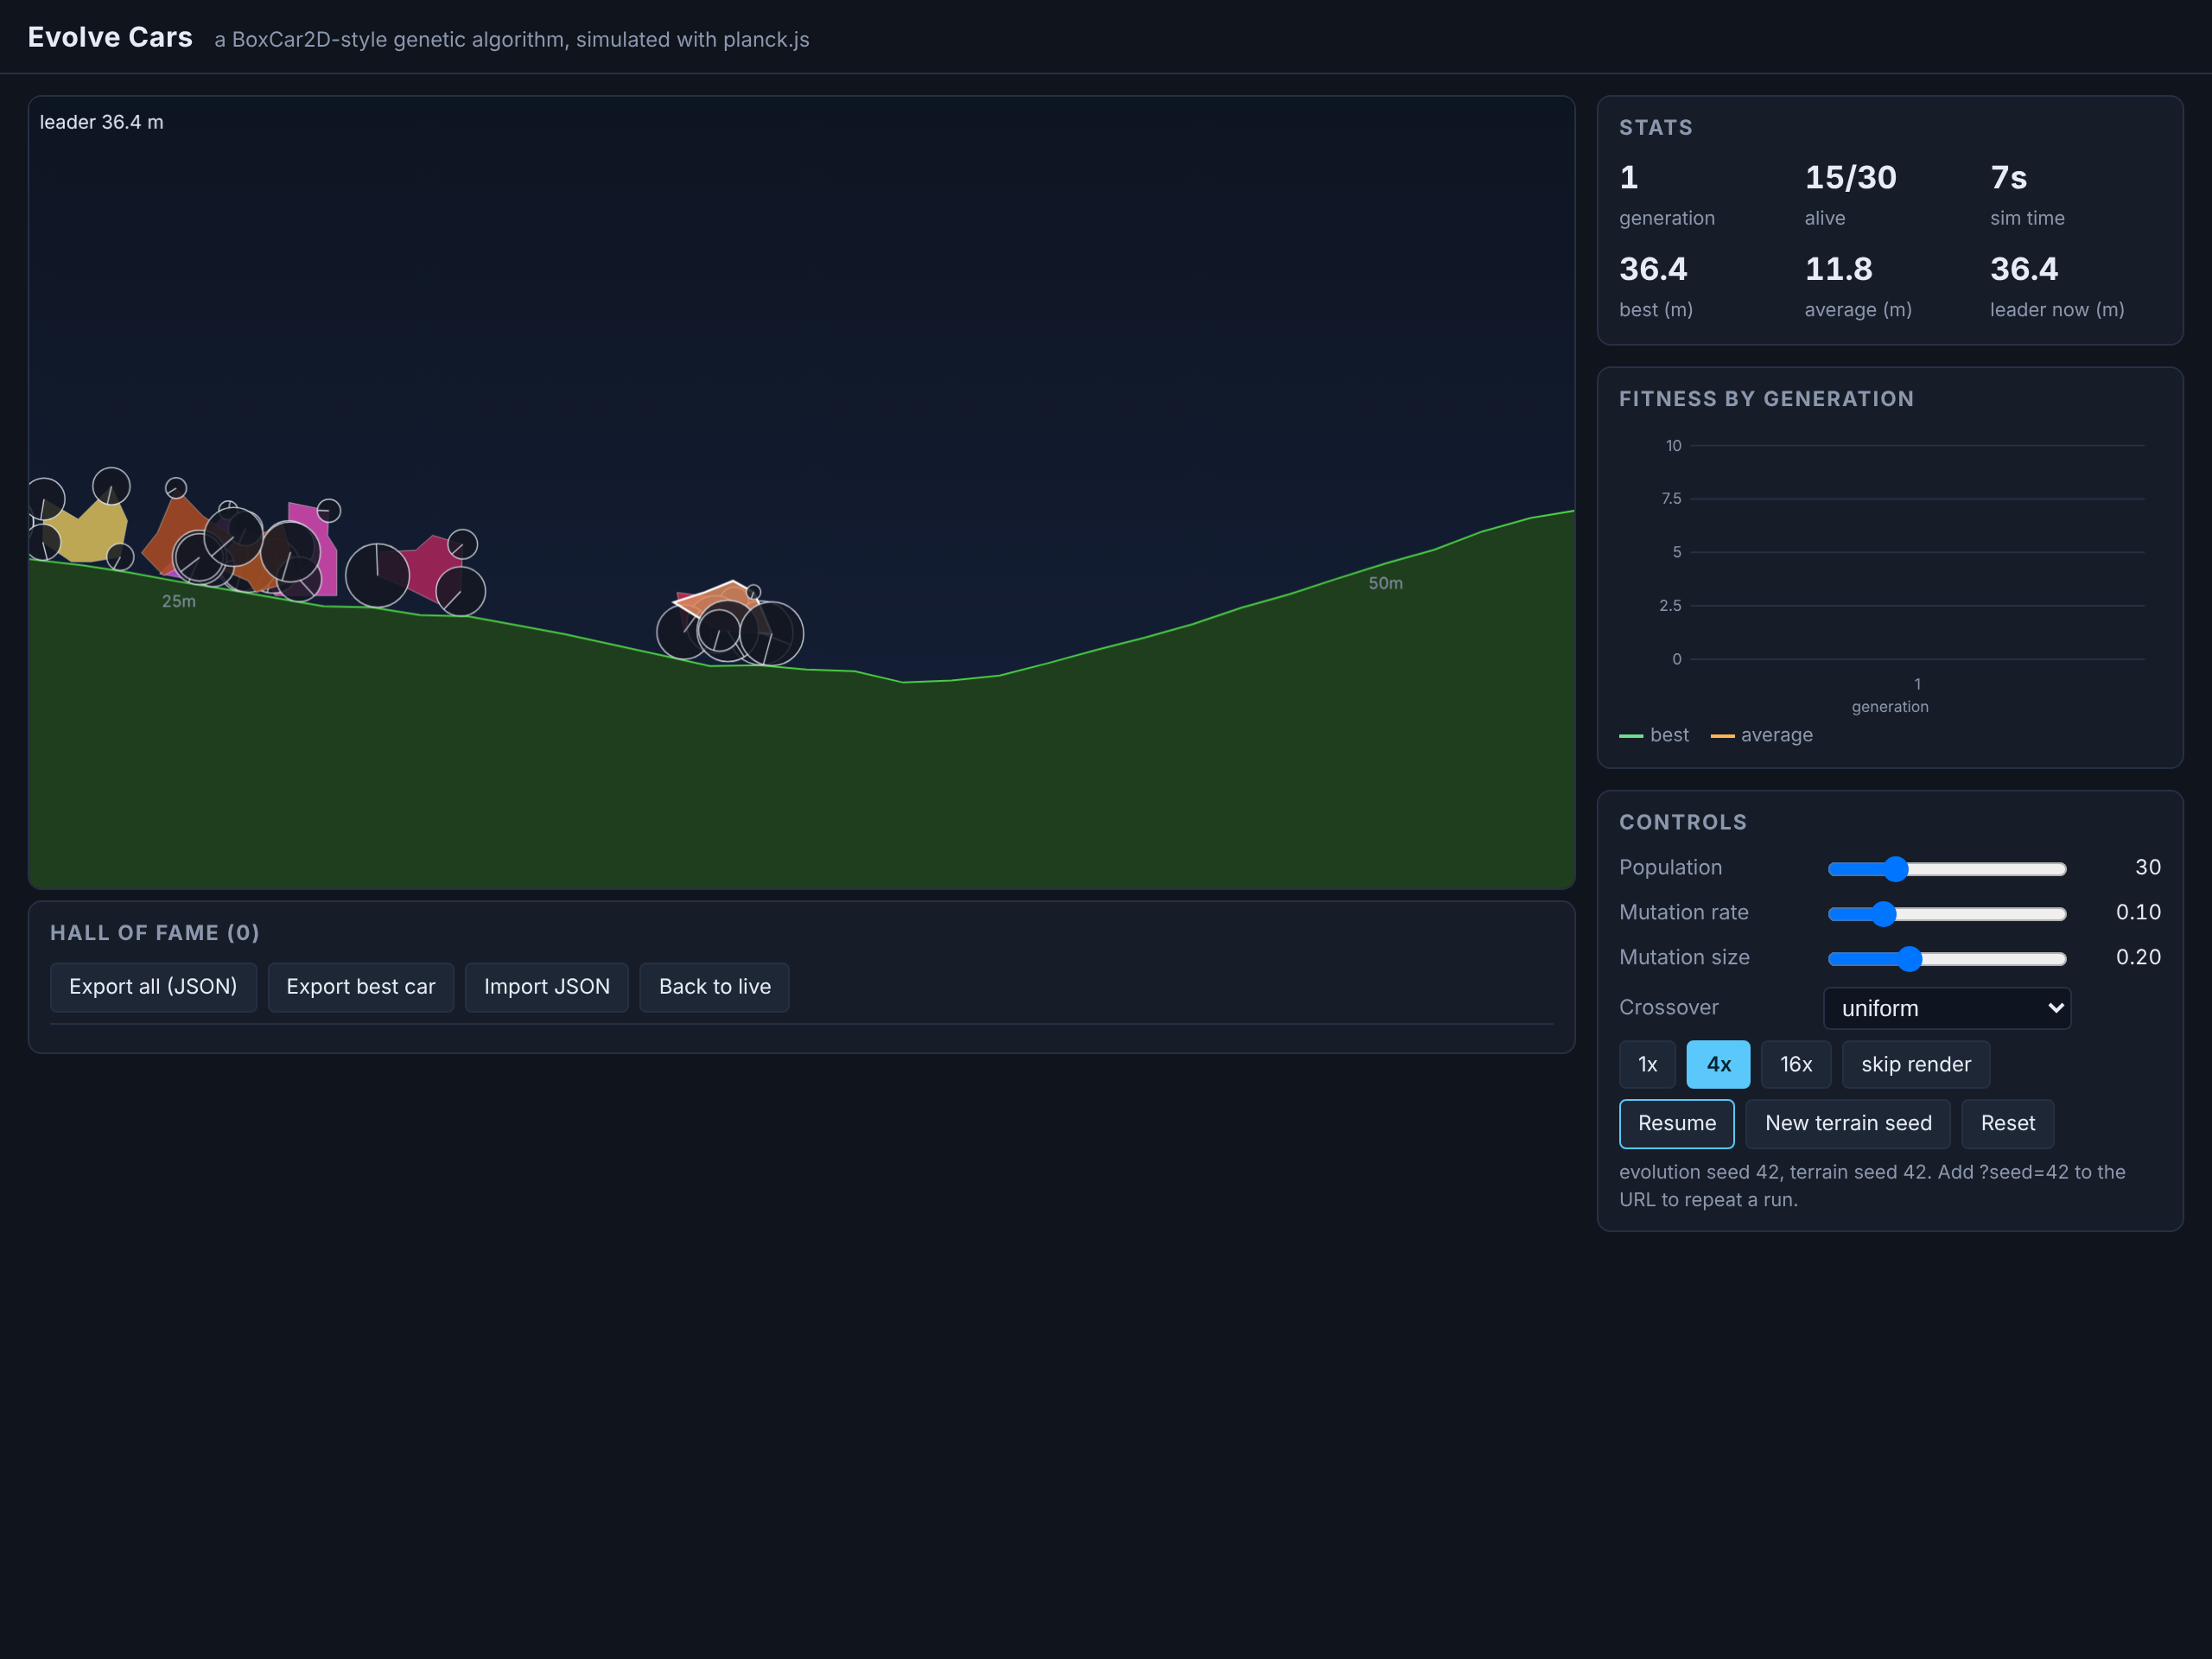 Evolve Cars a BoxCar2D-style genetic algorithm, simulated with planck.js
leader 36.4 m
25m
50m
HALL OF FAME (0)
Export all (JSON) Export best car Import JSON Back to live
STATS
1 15/30 7s
generation alive sim time
36.4 11.8 36.4
best (m) average (m) leader now (m)
FITNESS BY GENERATION
10
7.5
5
2.5
0
1
generation
best average
CONTROLS
Population 30
Mutation rate 0.10
Mutation size 0.20
Crossover uniform
1x 4x 16x skip render
Resume New terrain seed Reset
evolution seed 42, terrain seed 42. Add ?seed=42 to the
URL to repeat a run.